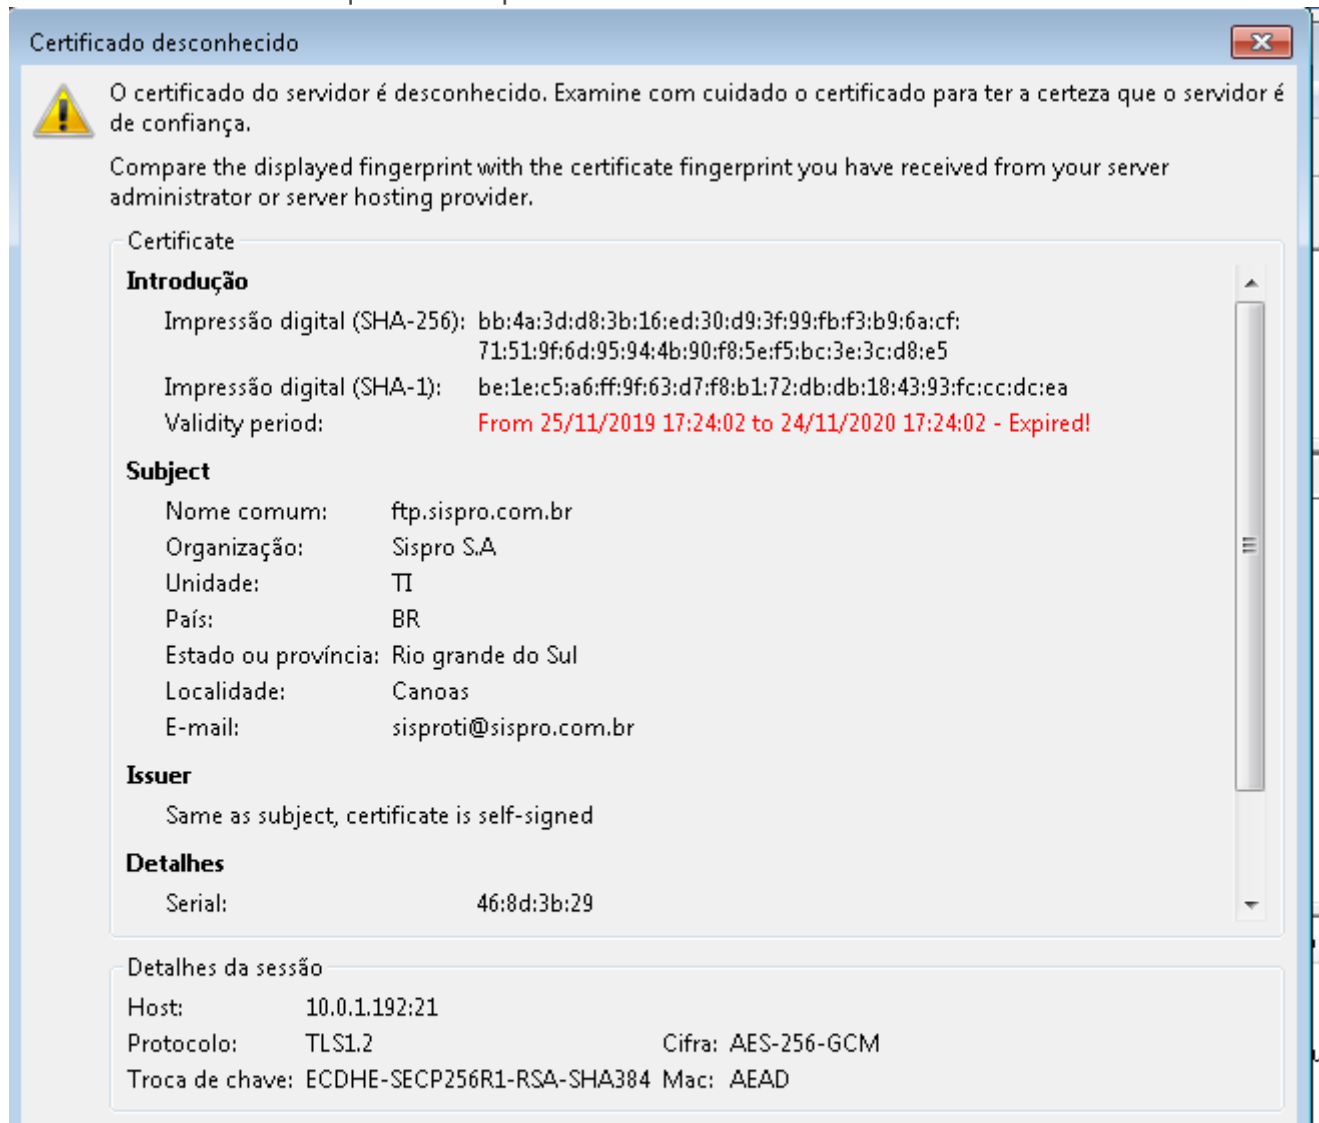 Certificado desconhecido
O certificado do servidor é desconhecido. Examine com cuidado o certificado para ter a certeza que o servidor é
de confiança.
Compare the displayed fingerprint with the certificate fingerprint you have received from your server
administrator or server hosting provider.
Certificate
Introdução
Impressão digital (SHA-256): bb:4a:3d:d8:3b:16:ed:30:d9:3f:99:fb:f3:b9:6a:cf:
71:51:9f:6d:95:94:4b:90:f8:5e:f5:bc:3e:3c:d8:e5
Impressão digital (SHA-1): be:1e:c5:a6:ff:9f:63:d7:f8:b1:72:db:db:18:43:93:fc:cc:dc:ea
Validity period: From 25/11/2019 17:24:02 to 24/11/2020 17:24:02 - Expired!
Subject
Nome comum: ftp.sispro.com.br
Organização: Sispro S.A
Unidade: TI
País: BR
Estado ou província: Rio grande do Sul
Localidade: Canoas
E-mail: sisproti@sispro.com.br
Issuer
Same as subject, certificate is self-signed
Detalhes
Serial: 46:8d:3b:29
Detalhes da sessão
Host: 10.0.1.192:21
Protocolo: TLS1.2 Cifra: AES-256-GCM
Troca de chave: ECDHE-SECP256R1-RSA-SHA384 Mac: AEAD